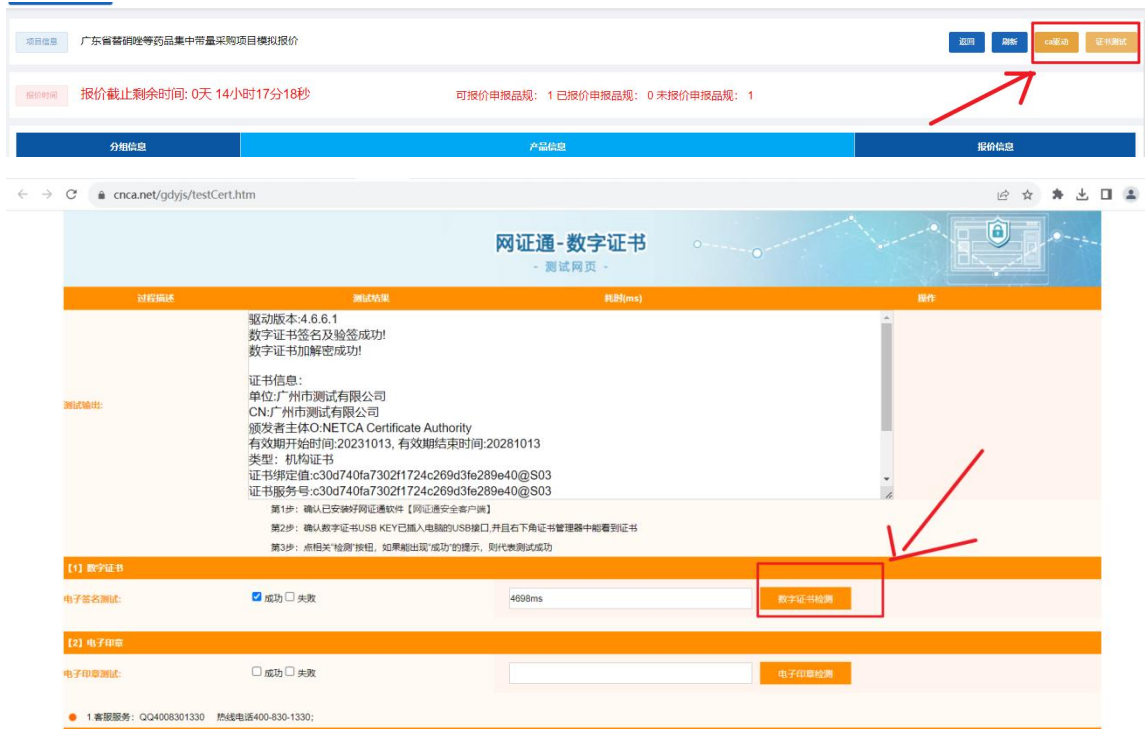 项目信息
广东省替硝唑等药品集中带量采购项目模拟报价
返回
刷新
ca驱动
证书测试
报价时间
报价截止剩余时间: 0天 14小时17分18秒
可报价申报品规: 1 已报价申报品规: 0 未报价申报品规: 1
分组信息
产品信息
报价信息
cnca.net/gdyjs/testCert.htm
网证通-数字证书
- 测试网页 -
过程描述
测试结果
耗时(ms)
操作
测试输出:
驱动版本:4.6.6.1
数字证书签名及验签成功!
数字证书加解密成功!
证书信息:
单位:广州市测试有限公司
CN:广州市测试有限公司
颁发者主体O:NETCA Certificate Authority
有效期开始时间:20231013, 有效期结束时间:20281013
类型: 机构证书
证书绑定值:c30d740fa7302f1724c269d3fe289e40@S03
证书服务号:c30d740fa7302f1724c269d3fe289e40@S03
第1步: 确认已安装好网证通软件【网证通安全客户端】
第2步: 确认数字证书USB KEY已插入电脑的USB接口,并且右下角证书管理器中能看到证书
第3步: 点相关“检测”按钮, 如果能出现“成功”的提示, 则代表测试成功
【1】数字证书
电子签名测试:
成功 失败
4698ms
数字证书检测
【2】电子印章
电子印章测试:
成功 失败
电子印章检测
1.客服服务: QQ4008301330 热线电话400-830-1330;